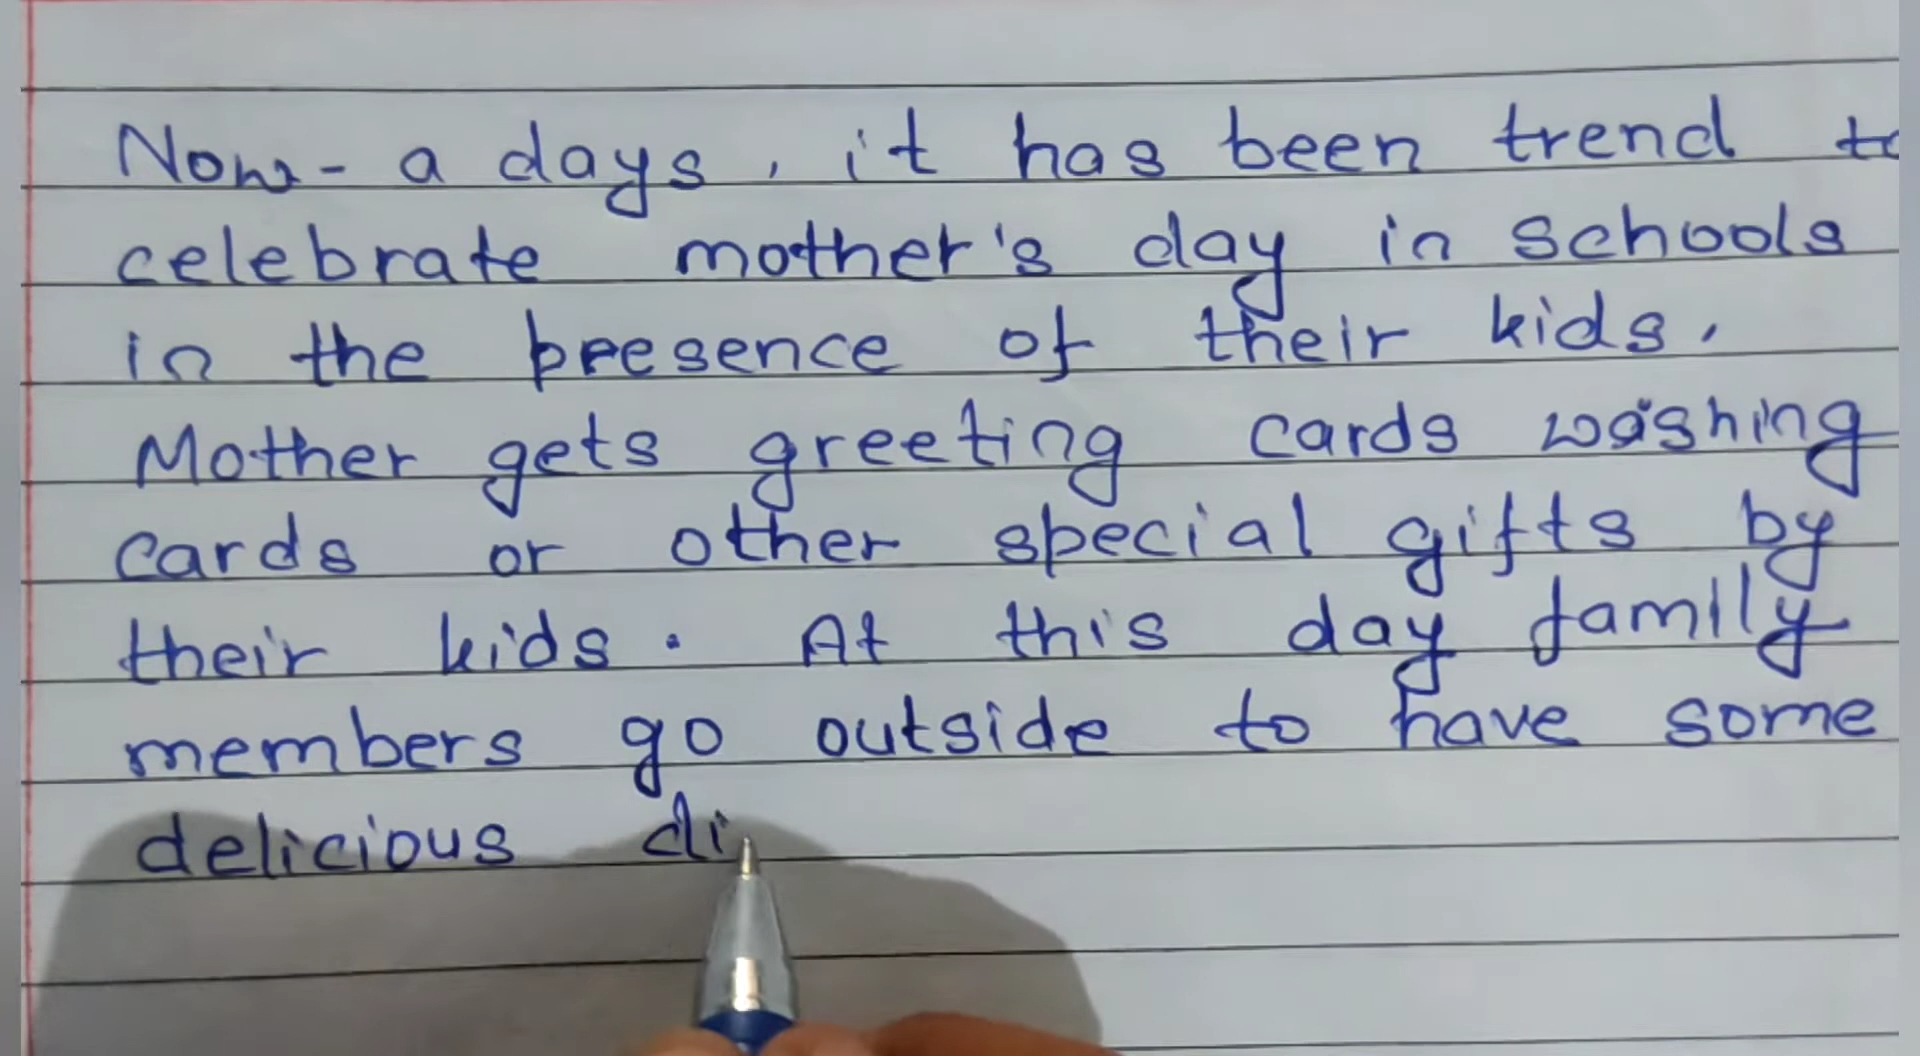 Now- a days, it has been trend to
celebrate mother's day in schools
in the presence of their kids.
Mother gets greeting cards washing
cards or other special gifts by
their kids. At this day family
members go outside to have some
delicious di